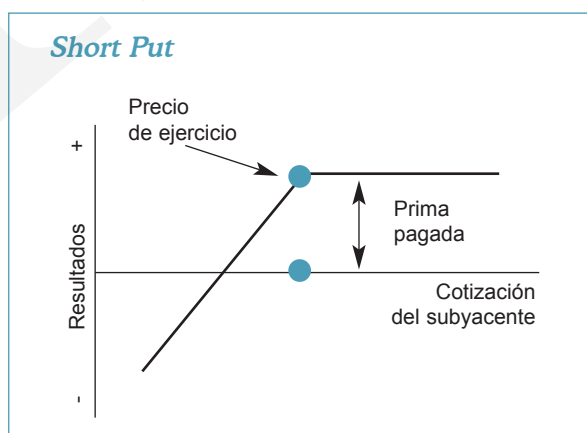 Short Put
Precio
de ejercicio
+
Prima
pagada
Resultados
Cotización
del subyacente
-